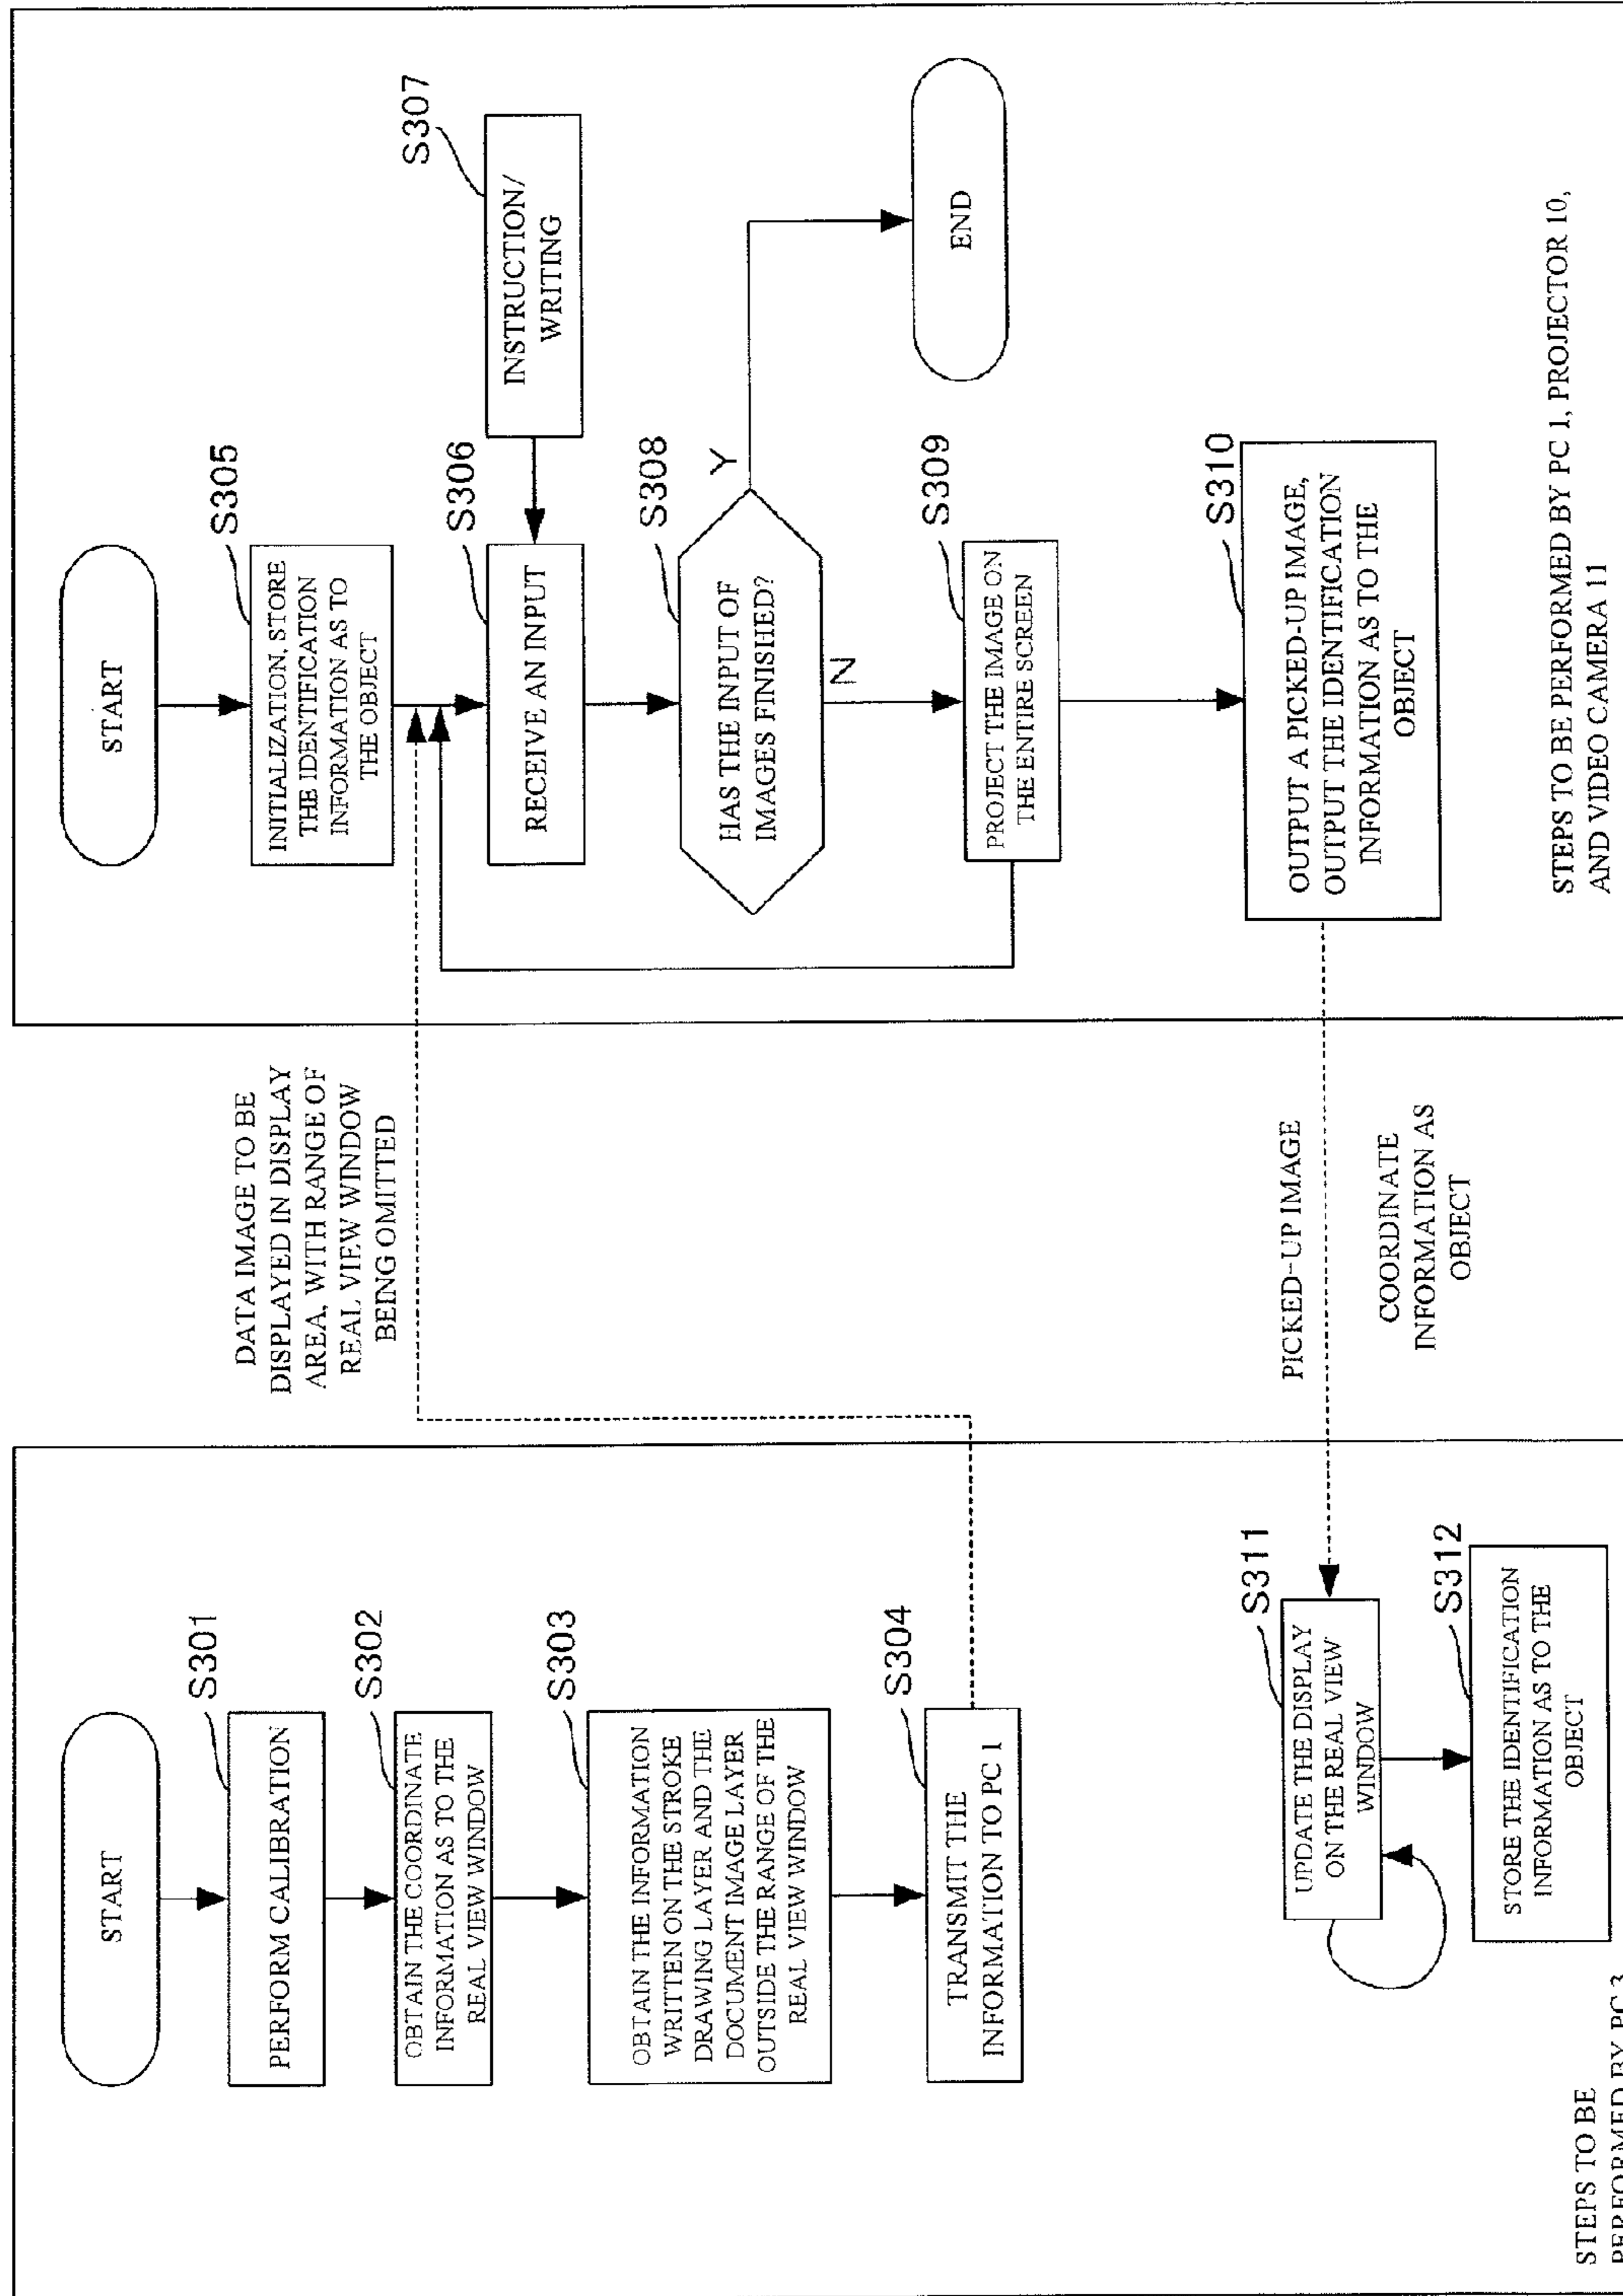 START
S301
PERFORM CALIBRATION
S302
OBTAIN THE COORDINATE
INFORMATION AS TO THE
REAL VIEW WINDOW
S303
OBTAIN THE INFORMATION
WRITTEN ON THE STROKE
DRAWING LAYER AND THE
DOCUMENT IMAGE LAYER
OUTSIDE THE RANGE OF THE
REAL VIEW WINDOW
S304
TRANSMIT THE
INFORMATION TO PC 1
S311
UPDATE THE DISPLAY
ON THE REAL VIEW
WINDOW
S312
STORE THE IDENTIFICATION
INFORMATION AS TO THE
OBJECT
STEPS TO BE
PERFORMED BY PC 3
DATA IMAGE TO BE
DISPLAYED IN DISPLAY
AREA, WITH RANGE OF
REAL VIEW WINDOW
BEING OMITTED
PICKED-UP IMAGE
COORDINATE
INFORMATION AS
OBJECT
START
S305
INITIALIZATION, STORE
THE IDENTIFICATION
INFORMATION AS TO
THE OBJECT
S306
RECEIVE AN INPUT
S307
INSTRUCTION/
WRITING
S308
HAS THE INPUT OF
IMAGES FINISHED?
Y
N
END
S309
PROJECT THE IMAGE ON
THE ENTIRE SCREEN
S310
OUTPUT A PICKED-UP IMAGE,
OUTPUT THE IDENTIFICATION
INFORMATION AS TO THE
OBJECT
STEPS TO BE PERFORMED BY PC 1, PROJECTOR 10,
AND VIDEO CAMERA 11